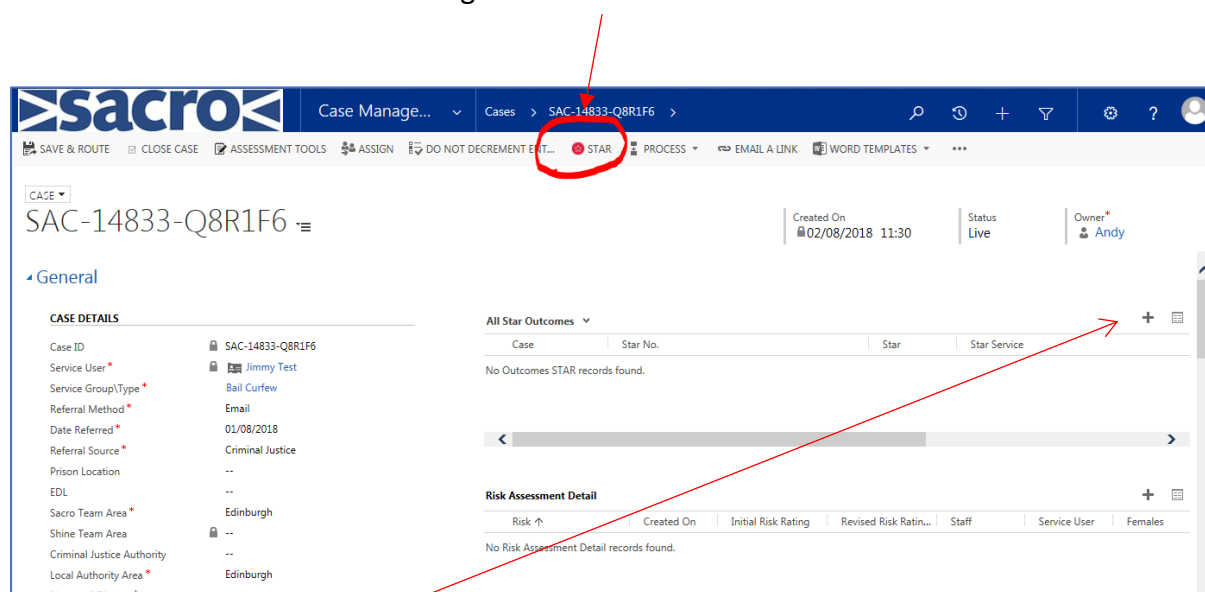 >sacro<
Case Manage...
Cases > SAC-14833-Q8R1F6 >
SAVE & ROUTE CLOSE CASE ASSESSMENT TOOLS ASSIGN DO NOT DECREMENT ENT... STAR PROCESS EMAIL A LINK WORD TEMPLATES ...
CASE
SAC-14833-Q8R1F6
Created On
02/08/2018 11:30
Status
Live
Owner*
Andy
General
CASE DETAILS
Case ID SAC-14833-Q8R1F6
Service User* Jimmy Test
Service Group\Type* Bail Curfew
Referral Method* Email
Date Referred* 01/08/2018
Referral Source* Criminal Justice
Prison Location --
EDL --
Sacro Team Area* Edinburgh
Shine Team Area --
Criminal Justice Authority --
Local Authority Area* Edinburgh
All Star Outcomes
Case Star No. Star Star Service
No Outcomes STAR records found.
Risk Assessment Detail
Risk ↑ Created On Initial Risk Rating Revised Risk Ratin... Staff Service User Females
No Risk Assessment Detail records found.